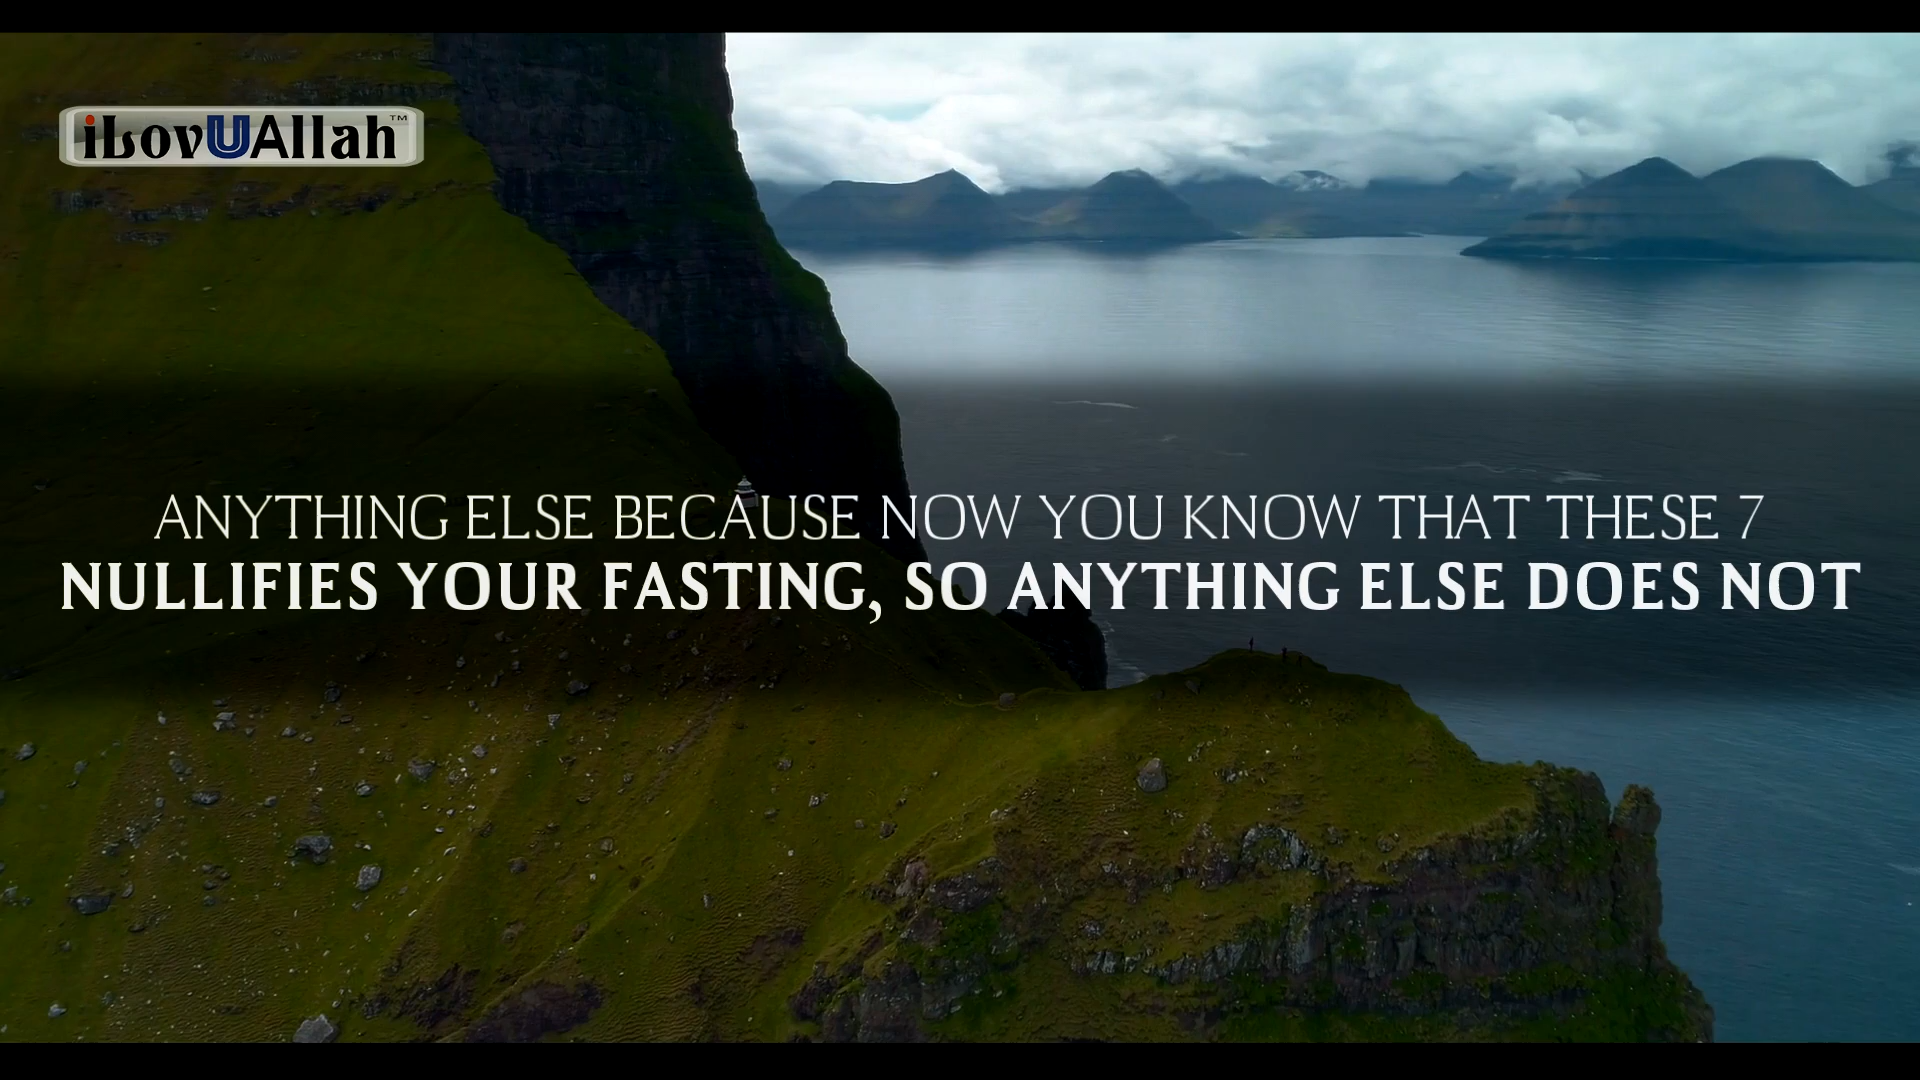 iLovUAllah™
ANYTHING ELSE BECAUSE NOW YOU KNOW THAT THESE 7
NULLIFIES YOUR FASTING, SO ANYTHING ELSE DOES NOT